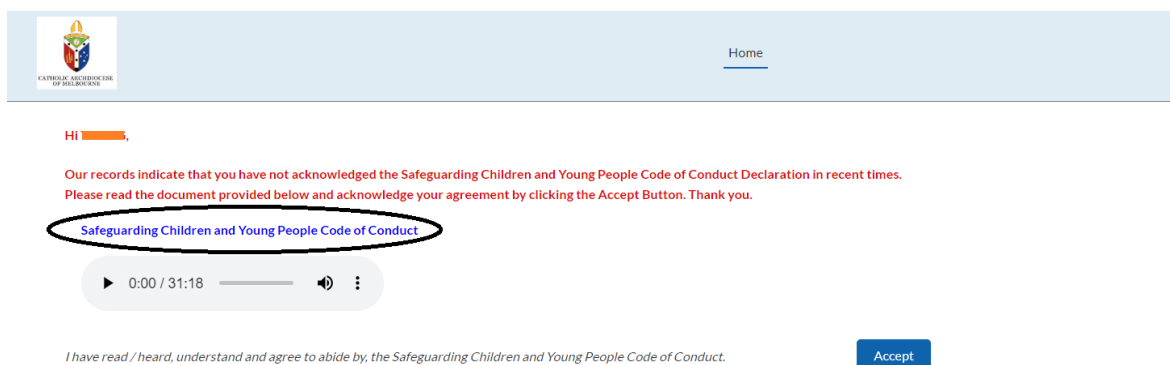 CATHOLIC ARCHDIOCESE
OF MELBOURNE
Home
Hi
Our records indicate that you have not acknowledged the Safeguarding Children and Young People Code of Conduct Declaration in recent times.
Please read the document provided below and acknowledge your agreement by clicking the Accept Button. Thank you.
Safeguarding Children and Young People Code of Conduct
0:00 / 31:18
I have read / heard, understand and agree to abide by, the Safeguarding Children and Young People Code of Conduct.
Accept